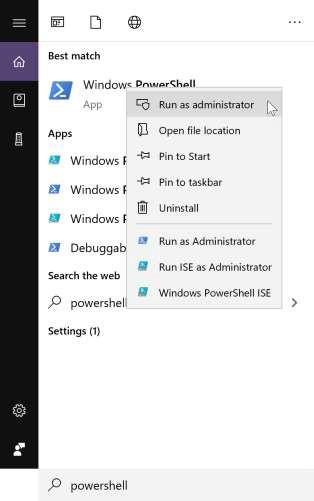 Best match
Windows PowerShell
App
Run as administrator
Open file location
Pin to Start
Pin to taskbar
Uninstall
Run as Administrator
Run ISE as Administrator
Windows PowerShell ISE
Apps
Windows P
Windows P
Windows P
Debuggab
Search the web
powershell
Settings (1)
powershell